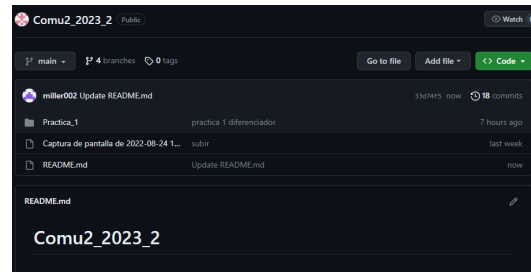 Comu2_2023_2 Public Watch
main 4 branches 0 tags Go to file Add file Code
miller002 Update README.md 33d74f5 now 18 commits
Practica_1 practica 1 diferenciador 7 hours ago
Captura de pantalla de 2022-08-24 1... subir last week
README.md Update README.md now
README.md
Comu2_2023_2